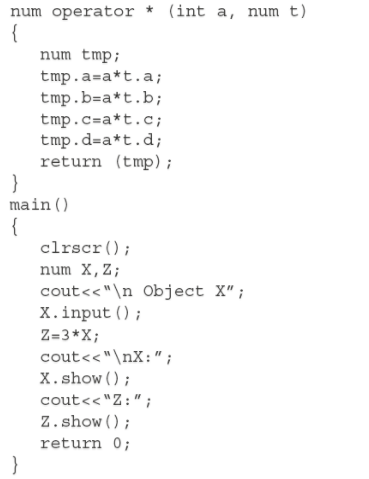 num operator * (int a, num t)
{
   num tmp;
   tmp.a=a*t.a;
   tmp.b=a*t.b;
   tmp.c=a*t.c;
   tmp.d=a*t.d;
   return (tmp);
}
main()
{
   clrscr();
   num X,Z;
   cout<<“\n Object X”;
   X.input();
   Z=3*X;
   cout<<“\nX:”;
   X.show();
   cout<<“Z:”;
   Z.show();
   return 0;
}